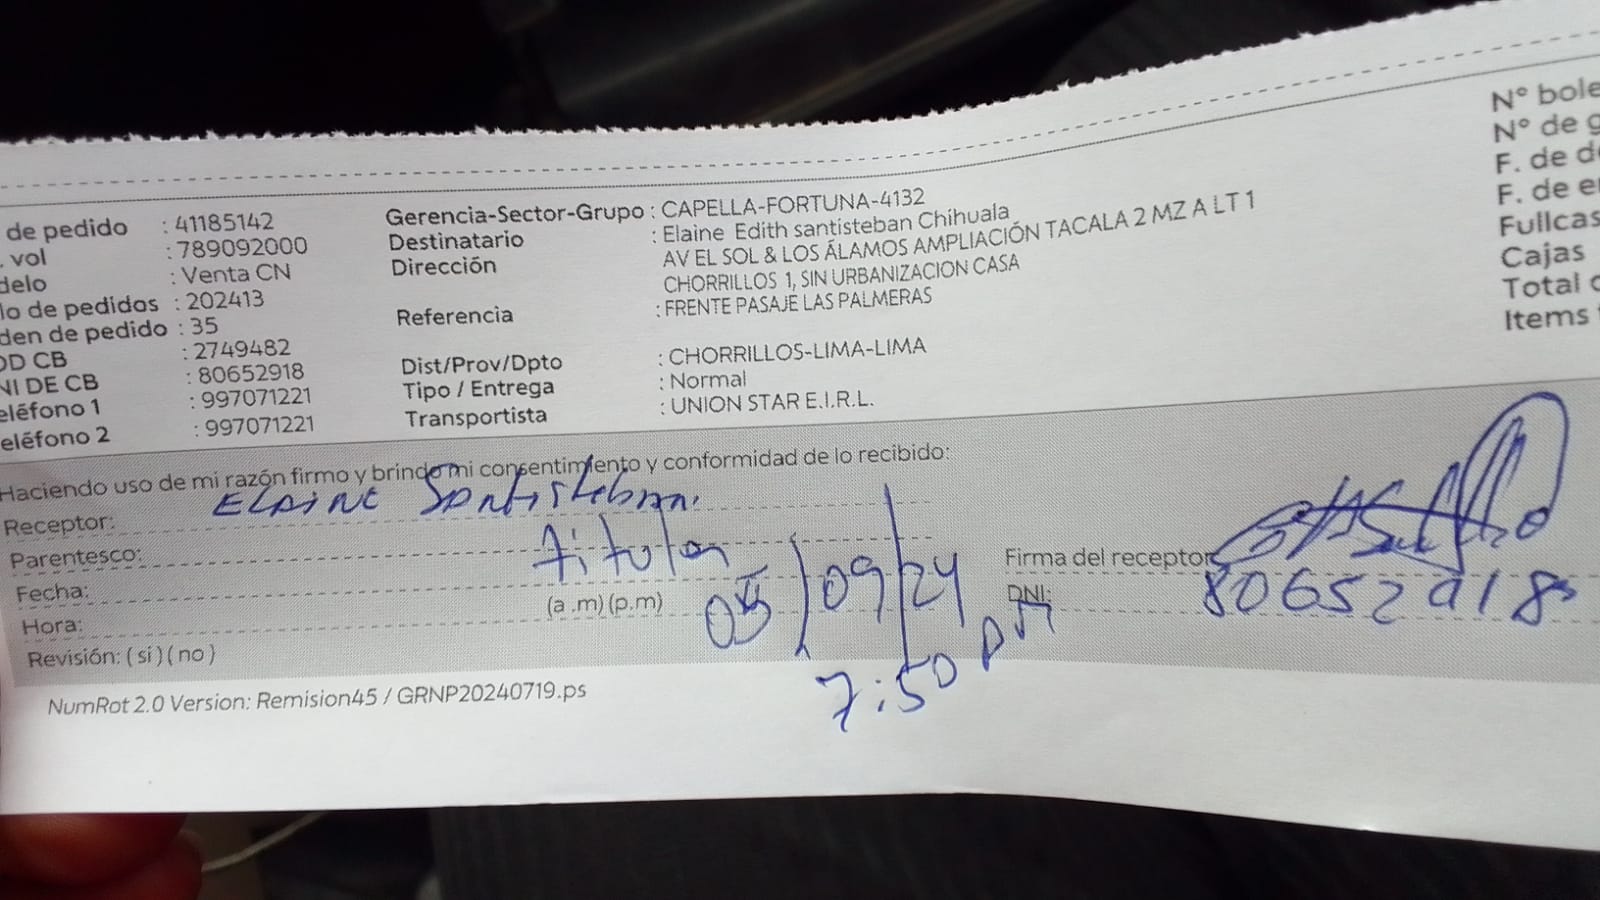 de pedido : 41185142
. vol : 789092000
delo : Venta CN
lo de pedidos : 202413
den de pedido : 35
OD CB : 2749482
NI DE CB : 80652918
eléfono 1 : 997071221
eléfono 2 : 997071221
Gerencia-Sector-Grupo : CAPELLA-FORTUNA-4132
Destinatario : Elaine Edith santisteban Chihuala
Dirección AV EL SOL & LOS ÁLAMOS AMPLIACIÓN TACALA 2 MZ A LT 1
CHORRILLOS 1, SIN URBANIZACION CASA
Referencia : FRENTE PASAJE LAS PALMERAS
Dist/Prov/Dpto : CHORRILLOS-LIMA-LIMA
Tipo / Entrega : Normal
Transportista : UNION STAR E.I.R.L.
Nº bole
Nº de g
F. de d
F. de e
Fullcas
Cajas
Total
Items
Haciendo uso de mi razón firmo y brindo mi consentimiento y conformidad de lo recibido:
Receptor: ELAINE Santisteban.
Parentesco: titular
Fecha: 05/09/24
Hora: (a .m) (p.m) 7:50 PM
Revisión: ( si ) ( no )
Firma del receptor
DNI: 80652918
NumRot 2.0 Version: Remision45 / GRNP20240719.ps